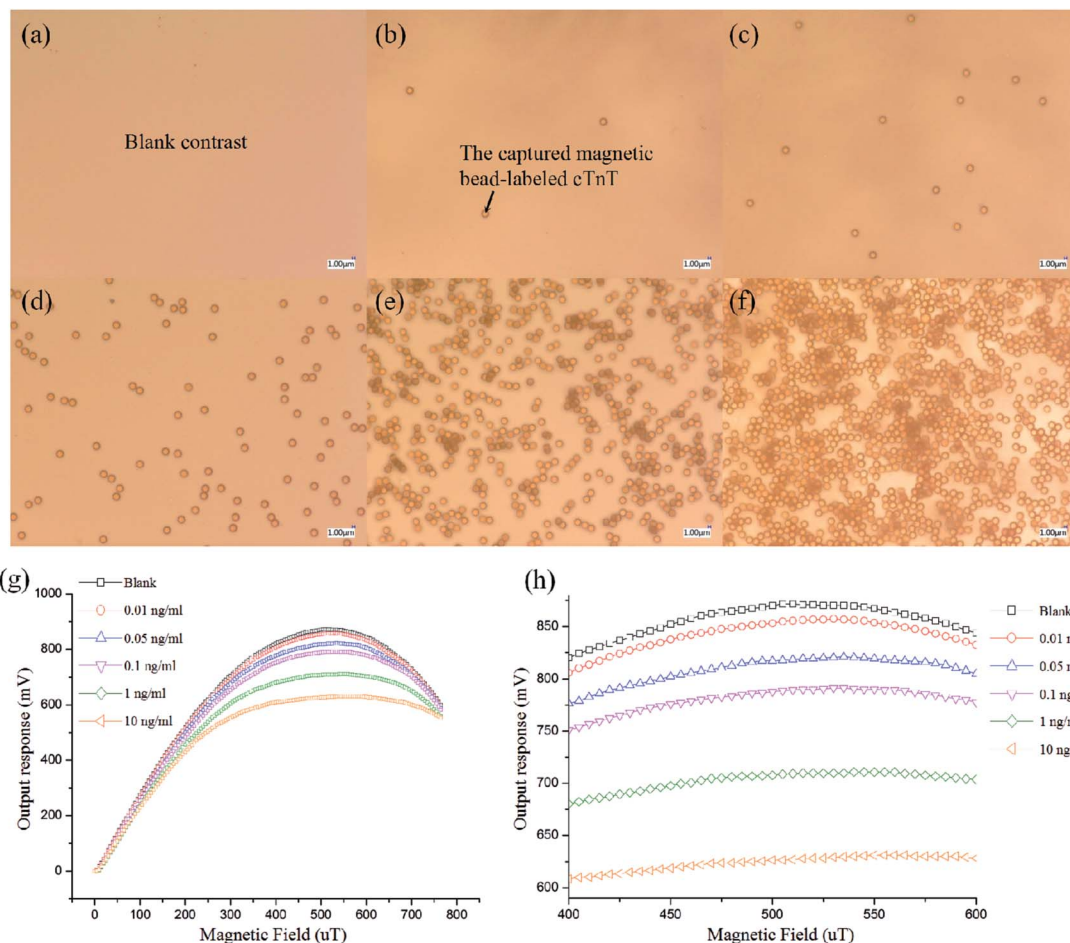 (a)
Blank contrast
1.00μm
(b)
The captured magnetic
bead-labeled cTnT
1.00μm
(c)
1.00μm
(d)
1.00μm
(e)
1.00μm
(f)
1.00μm
(g)
Blank
0.01 ng/ml
0.05 ng/ml
0.1 ng/ml
1 ng/ml
10 ng/ml
1000
800
600
400
200
0
Output response (mV)
0 100 200 300 400 500 600 700 800
Magnetic Field (uT)
(h)
Blank
0.01 n
0.05 n
0.1 ng
1 ng/m
10 ng
850
800
750
700
650
600
Output response (mV)
400 450 500 550 600
Magnetic Field (uT)